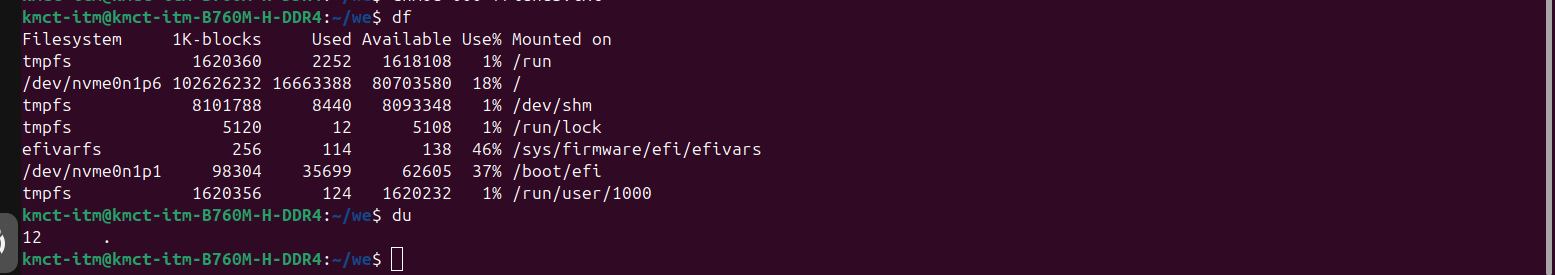 kmct-itm@kmct-itm-B760M-H-DDR4:~/we$ df
Filesystem     1K-blocks     Used Available Use% Mounted on
tmpfs            1620360     2252   1618108   1% /run
/dev/nvme0n1p6 102626232 16663388  80703580  18% /
tmpfs            8101788     8440   8093348   1% /dev/shm
tmpfs               5120       12      5108   1% /run/lock
efivarfs             256      114       138  46% /sys/firmware/efi/efivars
/dev/nvme0n1p1     98304    35699     62605  37% /boot/efi
tmpfs            1620356      124   1620232   1% /run/user/1000
kmct-itm@kmct-itm-B760M-H-DDR4:~/we$ du
12      .
kmct-itm@kmct-itm-B760M-H-DDR4:~/we$